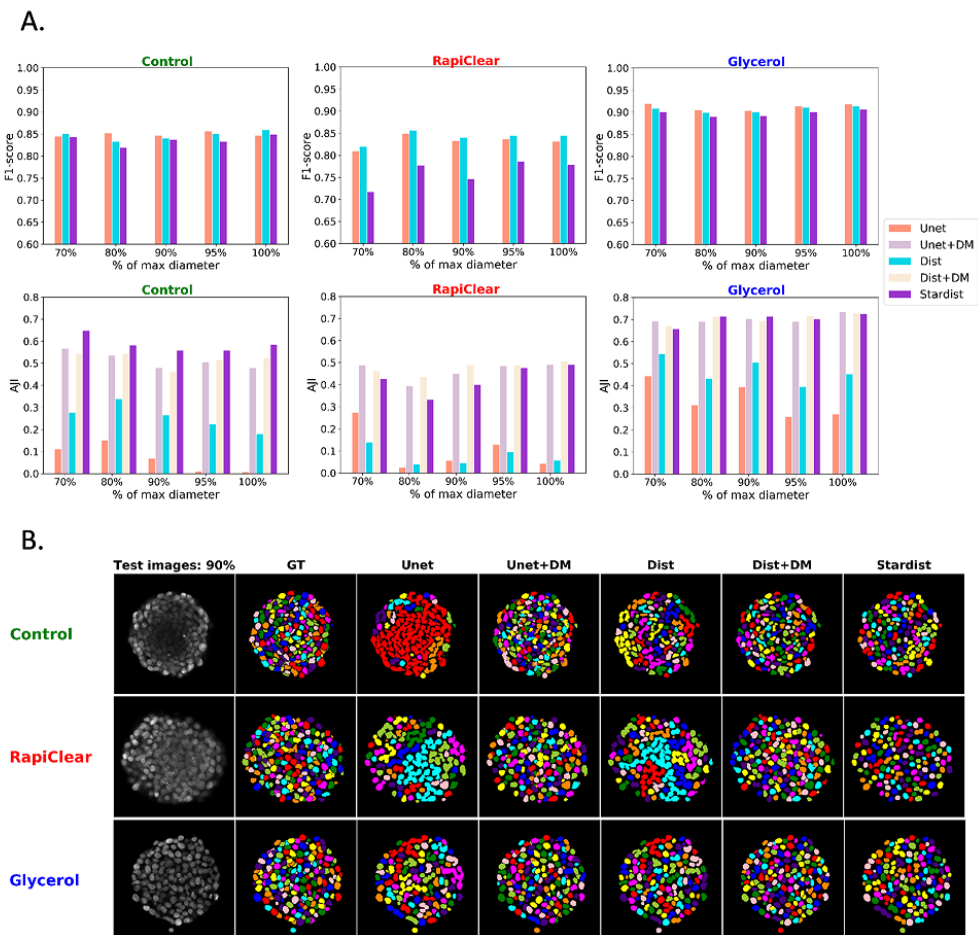 A.
Control
RapiClear
Glycerol
1.00
0.95
0.90
0.85
0.80
0.75
0.70
0.65
0.60
F1-score
70% 80% 90% 95% 100%
% of max diameter
1.00
0.95
0.90
0.85
0.80
0.75
0.70
0.65
0.60
F1-score
70% 80% 90% 95% 100%
% of max diameter
1.00
0.95
0.90
0.85
0.80
0.75
0.70
0.65
0.60
F1-score
70% 80% 90% 95% 100%
% of max diameter
Unet
Unet+DM
Dist
Dist+DM
Stardist
Control
RapiClear
Glycerol
0.8
0.7
0.6
0.5
0.4
0.3
0.2
0.1
0.0
AJI
70% 80% 90% 95% 100%
% of max diameter
0.8
0.7
0.6
0.5
0.4
0.3
0.2
0.1
0.0
AJI
70% 80% 90% 95% 100%
% of max diameter
0.8
0.7
0.6
0.5
0.4
0.3
0.2
0.1
0.0
AJI
70% 80% 90% 95% 100%
% of max diameter
B.
Test images: 90% GT Unet Unet+DM Dist Dist+DM Stardist
Control
RapiClear
Glycerol